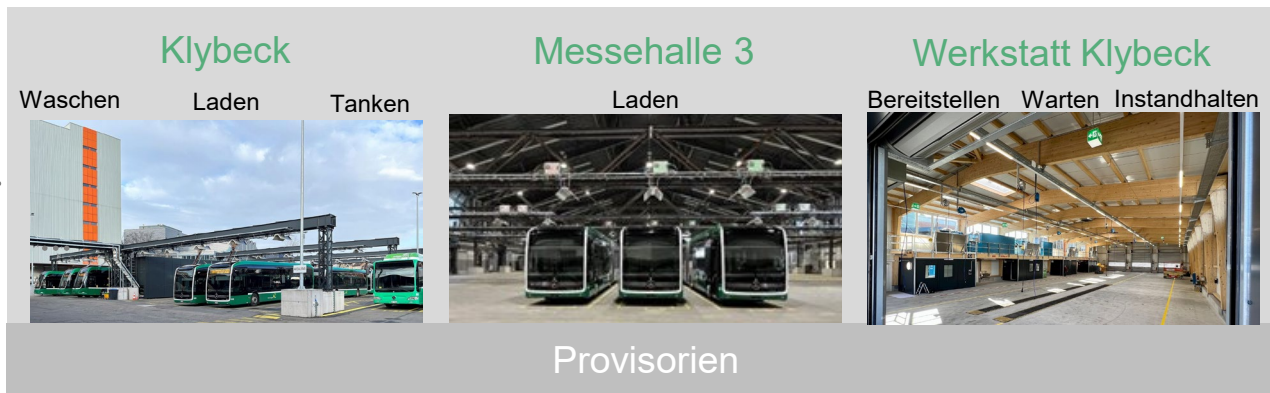 Klybeck
Messehalle 3
Werkstatt Klybeck
Waschen Laden Tanken
Laden
Bereitstellen Warten Instandhalten
Provisorien